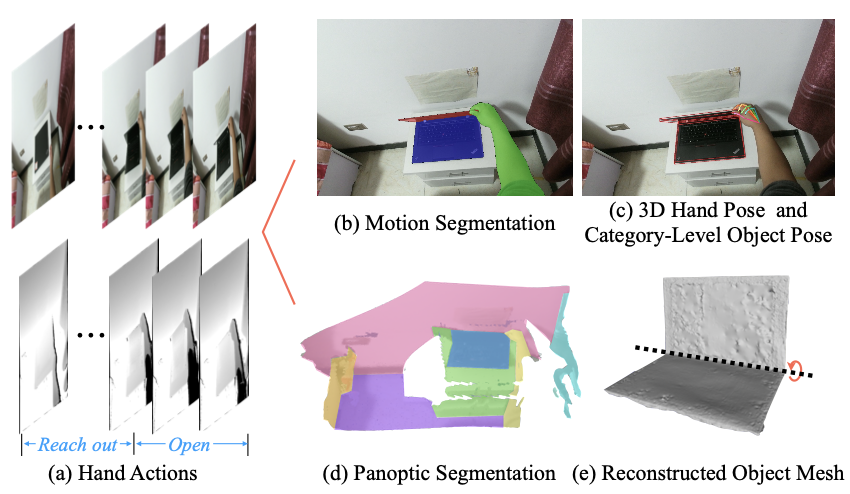 (b) Motion Segmentation
(c) 3D Hand Pose and
Category-Level Object Pose
Reach out
Open
(a) Hand Actions
(d) Panoptic Segmentation
(e) Reconstructed Object Mesh